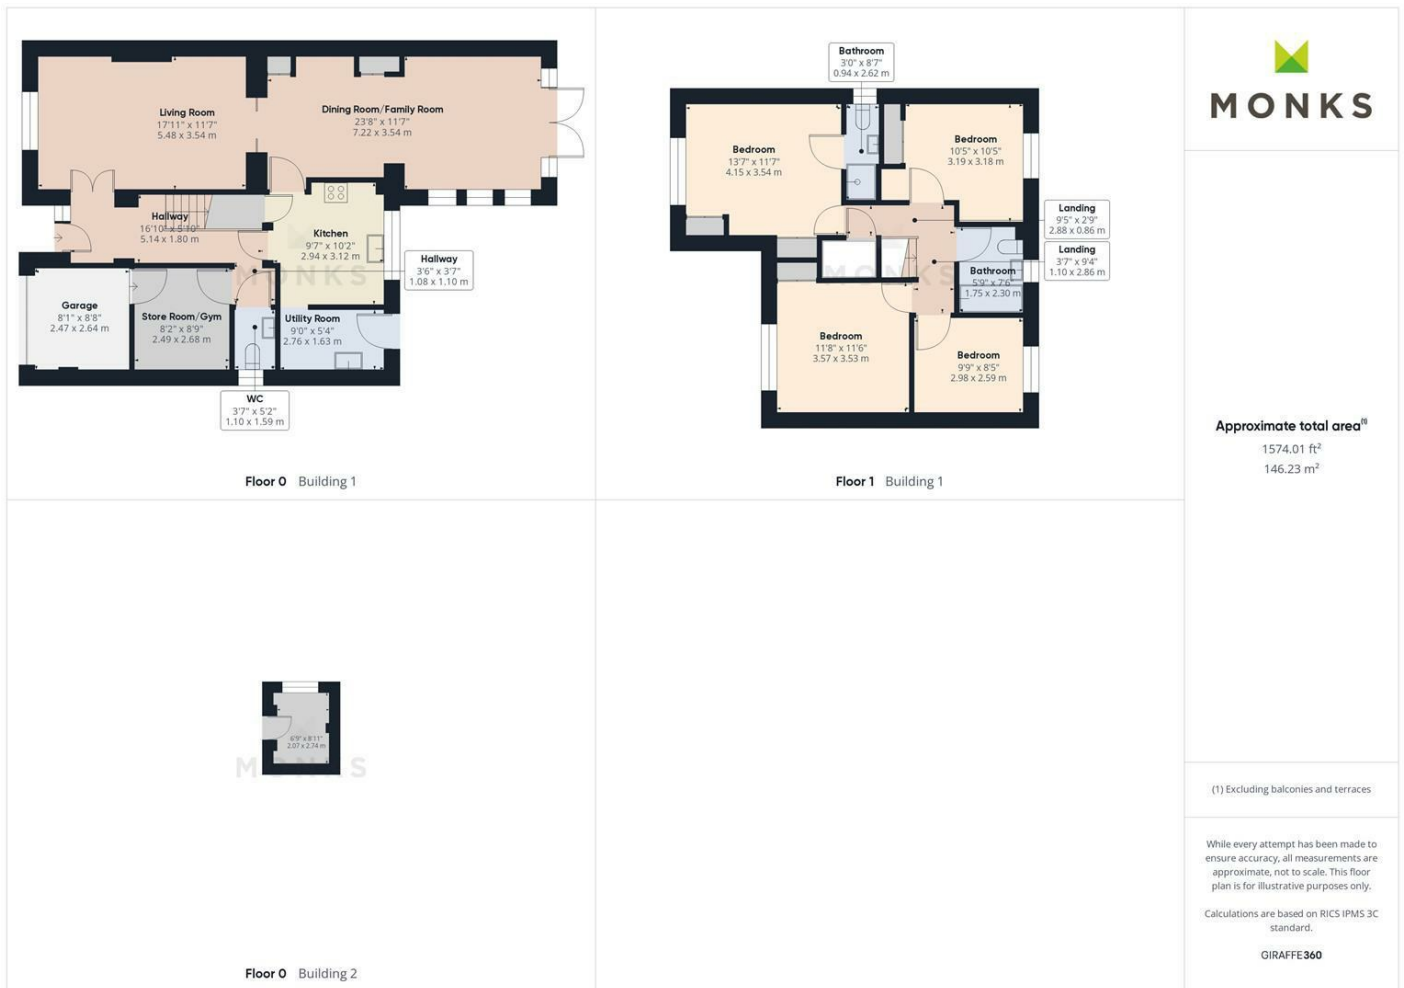 Living Room
17'11" x 11'7"
5.48 x 3.54 m
Dining Room/Family Room
23'8" x 11'7"
7.22 x 3.54 m
Hallway
16'10" x 5'10"
5.14 x 1.80 m
Kitchen
9'7" x 10'2"
2.94 x 3.12 m
Hallway
3'6" x 3'7"
1.08 x 1.10 m
Garage
8'1" x 8'8"
2.47 x 2.64 m
Store Room/Gym
8'2" x 8'9"
2.49 x 2.68 m
Utility Room
9'0" x 5'4"
2.76 x 1.63 m
WC
3'7" x 5'2"
1.10 x 1.59 m
MONKS
Floor 0 Building 1
Bathroom
3'0" x 8'7"
0.94 x 2.62 m
Bedroom
13'7" x 11'7"
4.15 x 3.54 m
Bedroom
10'5" x 10'5"
3.19 x 3.18 m
Landing
9'5" x 2'9"
2.88 x 0.86 m
Landing
3'7" x 9'4"
1.10 x 2.86 m
Bathroom
5'9" x 7'6"
1.75 x 2.30 m
Bedroom
11'8" x 11'6"
3.57 x 3.53 m
Bedroom
9'9" x 8'5"
2.98 x 2.59 m
MONKS
Floor 1 Building 1
6'9" x 8'11"
2.07 x 2.74 m
MONKS
Floor 0 Building 2
MONKS
Approximate total area(1)
1574.01 ft²
146.23 m²
(1) Excluding balconies and terraces
While every attempt has been made to
ensure accuracy, all measurements are
approximate, not to scale. This floor
plan is for illustrative purposes only.
Calculations are based on RICS IPMS 3C
standard.
GIRAFFE360